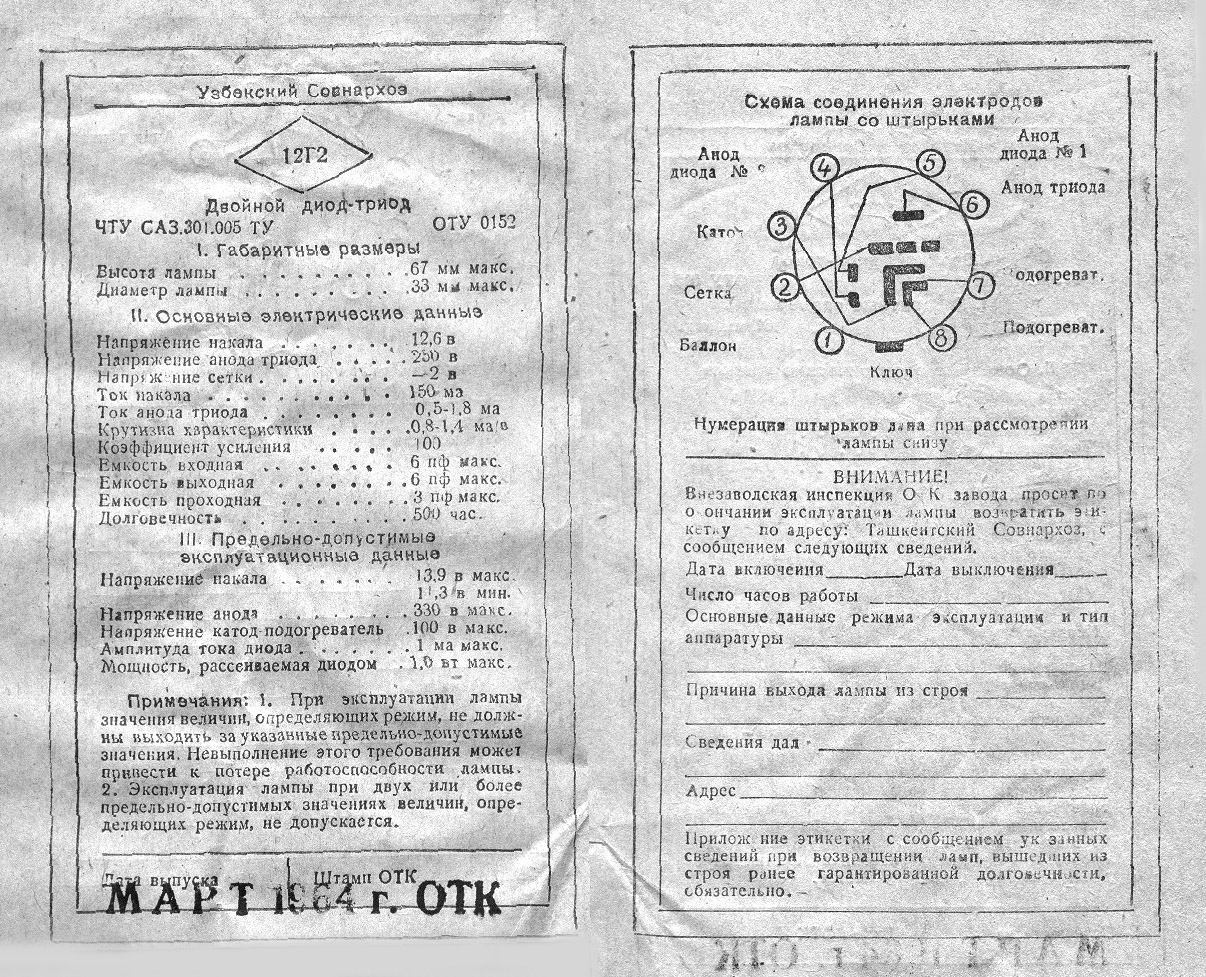 Узбекский Совнархоз
12Г2
Двойной диод-триод
ЧТУ САЗ.301.005 ТУ ОТУ 0152
I. Габаритные размеры
Высота лампы . . . . . . . . . 67 мм макс.
Диаметр лампы . . . . . . . . . 33 мм макс.
II. Основные электрические данные
Напряжение накала . . . . . . 12,6 в
Напряжение анода триода . . . . . 250 в
Напряжение сетки . . . . . . . . —2 в
Ток накала . . . . . . . . . . 150 ма
Ток анода триода . . . . . . . . 0,5-1,8 ма
Крутизна характеристики . . . . .0,8-1,4 ма/в
Коэффициент усиления . . . . 100
Емкость входная . . . . . . . 6 пф макс.
Емкость выходная . . . . . . .6 пф макс.
Емкость проходная . . . . . . . 3 пф макс.
Долговечность . . . . . . . . . 500 час.
III. Предельно-допустимые
эксплуатационные данные
Напряжение накала . . . . . . 13,9 в макс.
11,3 в мин.
Напряжение анода . . . . . . . 330 в макс.
Напряжение катод-подогреватель .100 в макс.
Амплитуда тока диода . . . . . . . 1 ма макс.
Мощность, рассеиваемая диодом . 1,0 вт макс.
Примечания: 1. При эксплуатации лампы
значения величин, определяющих режим, не долж-
ны выходить за указанные предельно-допустимые
значения. Невыполнение этого требования может
привести к потере работоспособности лампы.
2. Эксплуатация лампы при двух или более
предельно-допустимых значениях величин, опре-
деляющих режим, не допускается.
Дата выпуска Штамп ОТК
МАРТ 1964 г. ОТК
Схема соединения электродов
лампы со штырьками
Анод
диода №
Анод
диода № 1
Анод триода
Катод
Сетка
Подогреват.
Подогреват.
Баллон
1
2
3
4
5
6
7
8
Ключ
Нумерация штырьков дана при рассмотрении
лампы снизу
ВНИМАНИЕ!
Внезаводская инспекция О К завода просит по
о ончании эксплуатации лампы возвратить эти-
кетку по адресу: Ташкентский Совнархоз, с
сообщением следующих сведений.
Дата включения Дата выключения
Число часов работы
Основные данные режима эксплуатации и тип
аппаратуры
Причина выхода лампы из строя
Сведения дал
Адрес
Прилож ние этикетки с сообщением ук занных
сведений при возвращении ламп, вышедших из
строя ранее гарантированной долговечности,
обязательно.